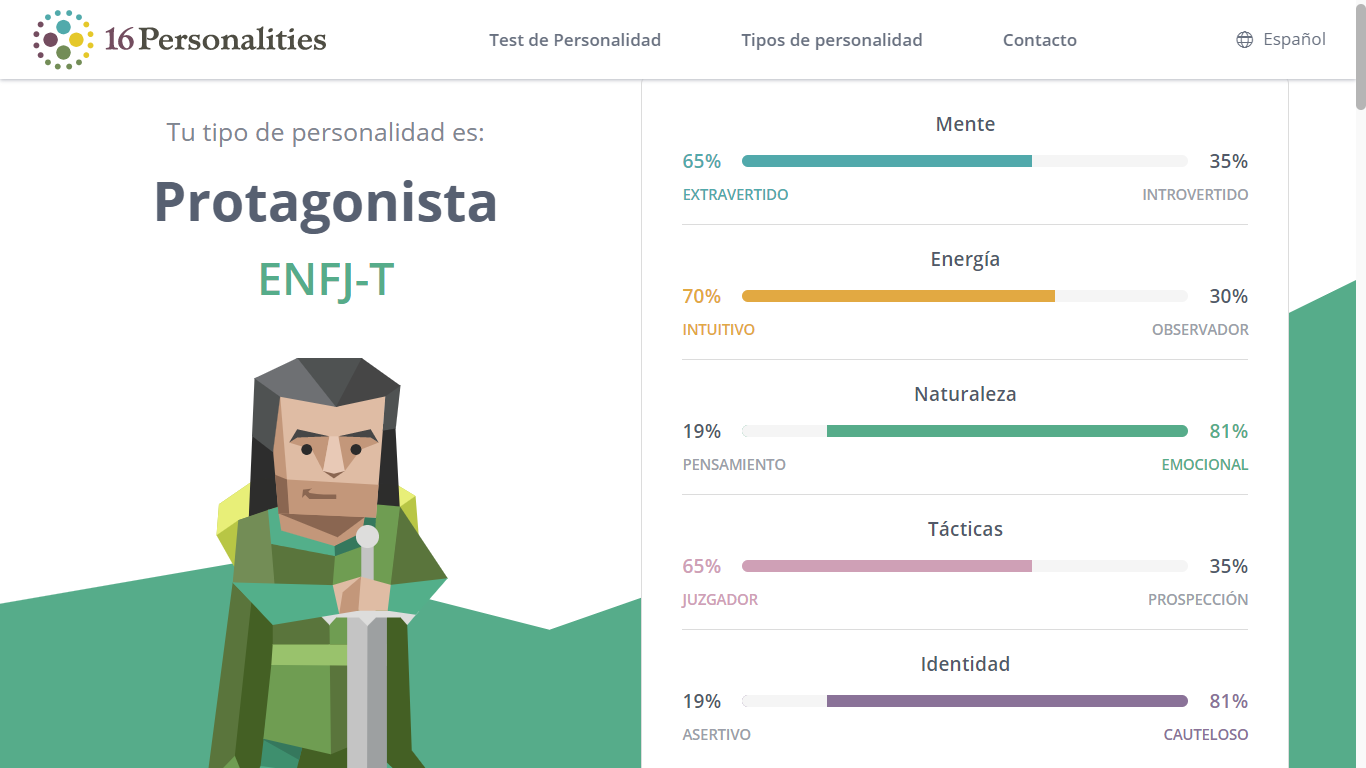 16Personalities
Test de Personalidad
Tipos de personalidad
Contacto
Español
Tu tipo de personalidad es:
Protagonista
ENFJ-T
Mente
65%
35%
EXTRAVERTIDO
INTROVERTIDO
Energía
70%
30%
INTUITIVO
OBSERVADOR
Naturaleza
19%
81%
PENSAMIENTO
EMOCIONAL
Tácticas
65%
35%
JUZGADOR
PROSPECCIÓN
Identidad
19%
81%
ASERTIVO
CAUTELOSO